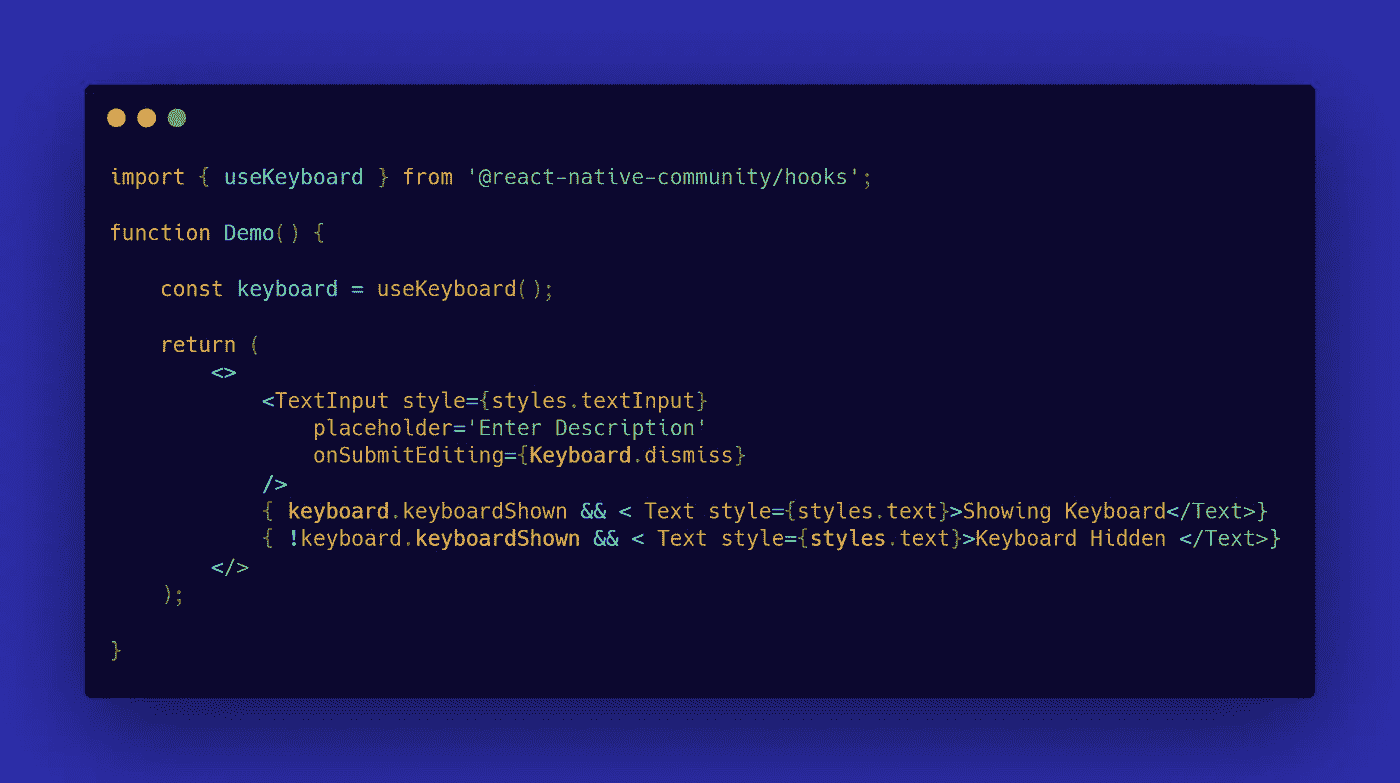 import { useKeyboard } from '@react-native-community/hooks';
function Demo() {
const keyboard = useKeyboard();
return (
<>
<TextInput style={styles.textInput}
placeholder='Enter Description'
onSubmitEditing={Keyboard.dismiss}
/>
{ keyboard.keyboardShown && < Text style={styles.text}>Showing Keyboard</Text>}
{ !keyboard.keyboardShown && < Text style={styles.text}>Keyboard Hidden </Text>}
</>
);
}